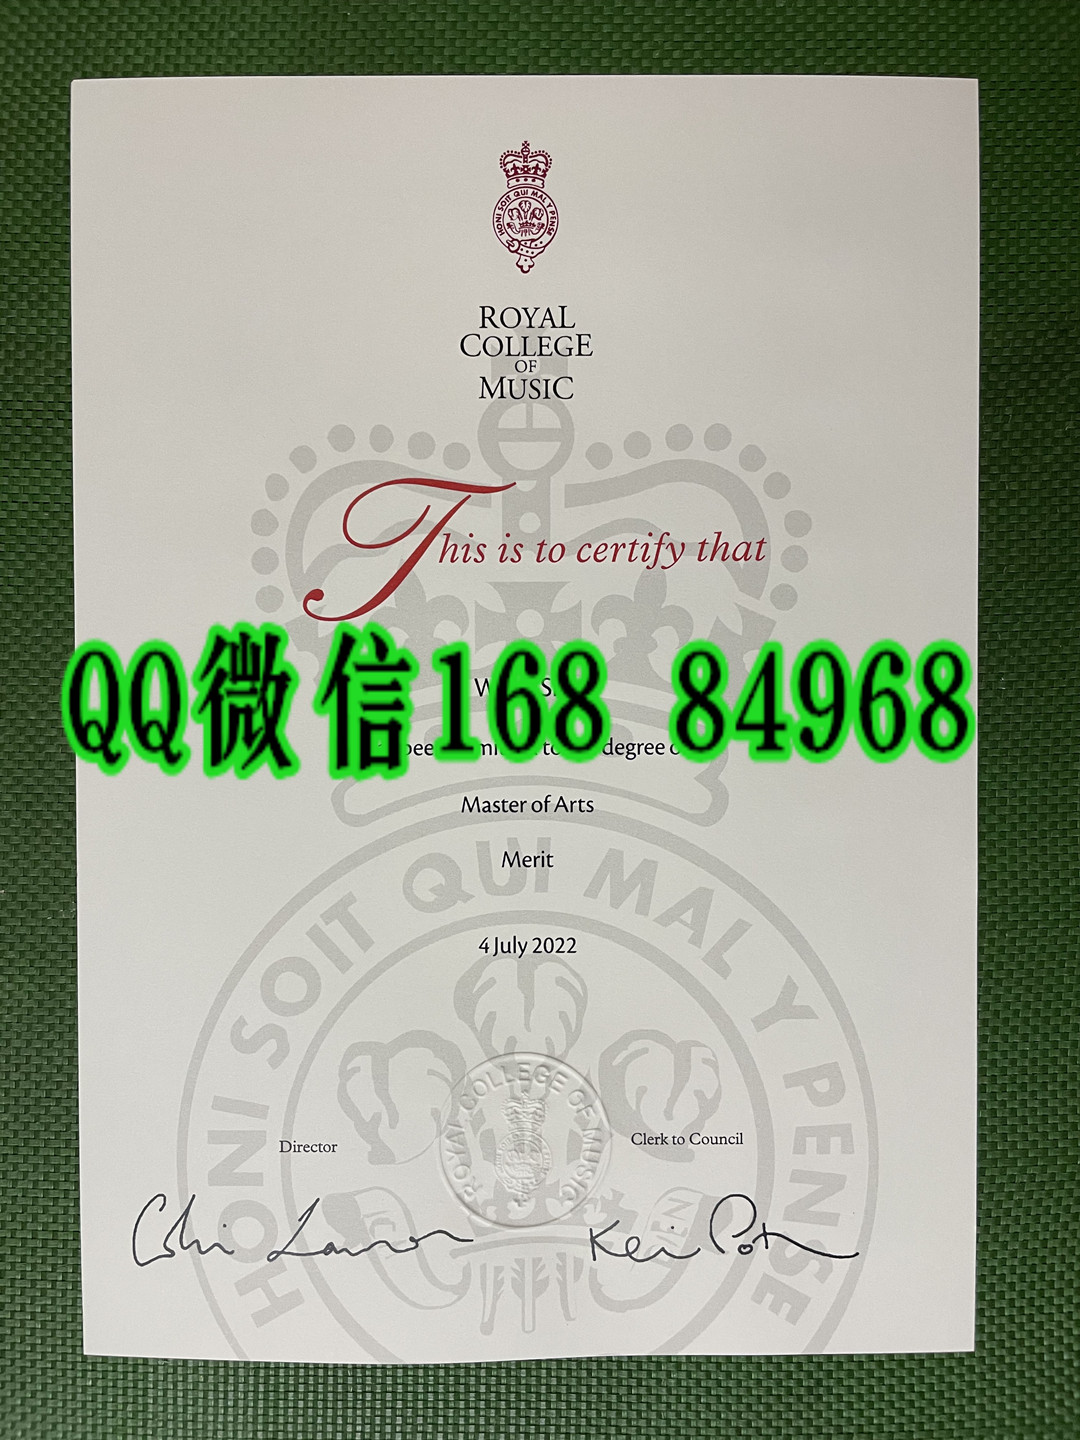 HONI SOIT QUI MAL Y PENSE
ROYAL
COLLEGE
OF
MUSIC
This is to certify that
QQ微信168 84968
degree
Master of Arts
Merit
HONI SOIT QUI MAL Y PENSE
4 July 2022
ROYAL COLLEGE OF MUSIC
Director
Clerk to Council